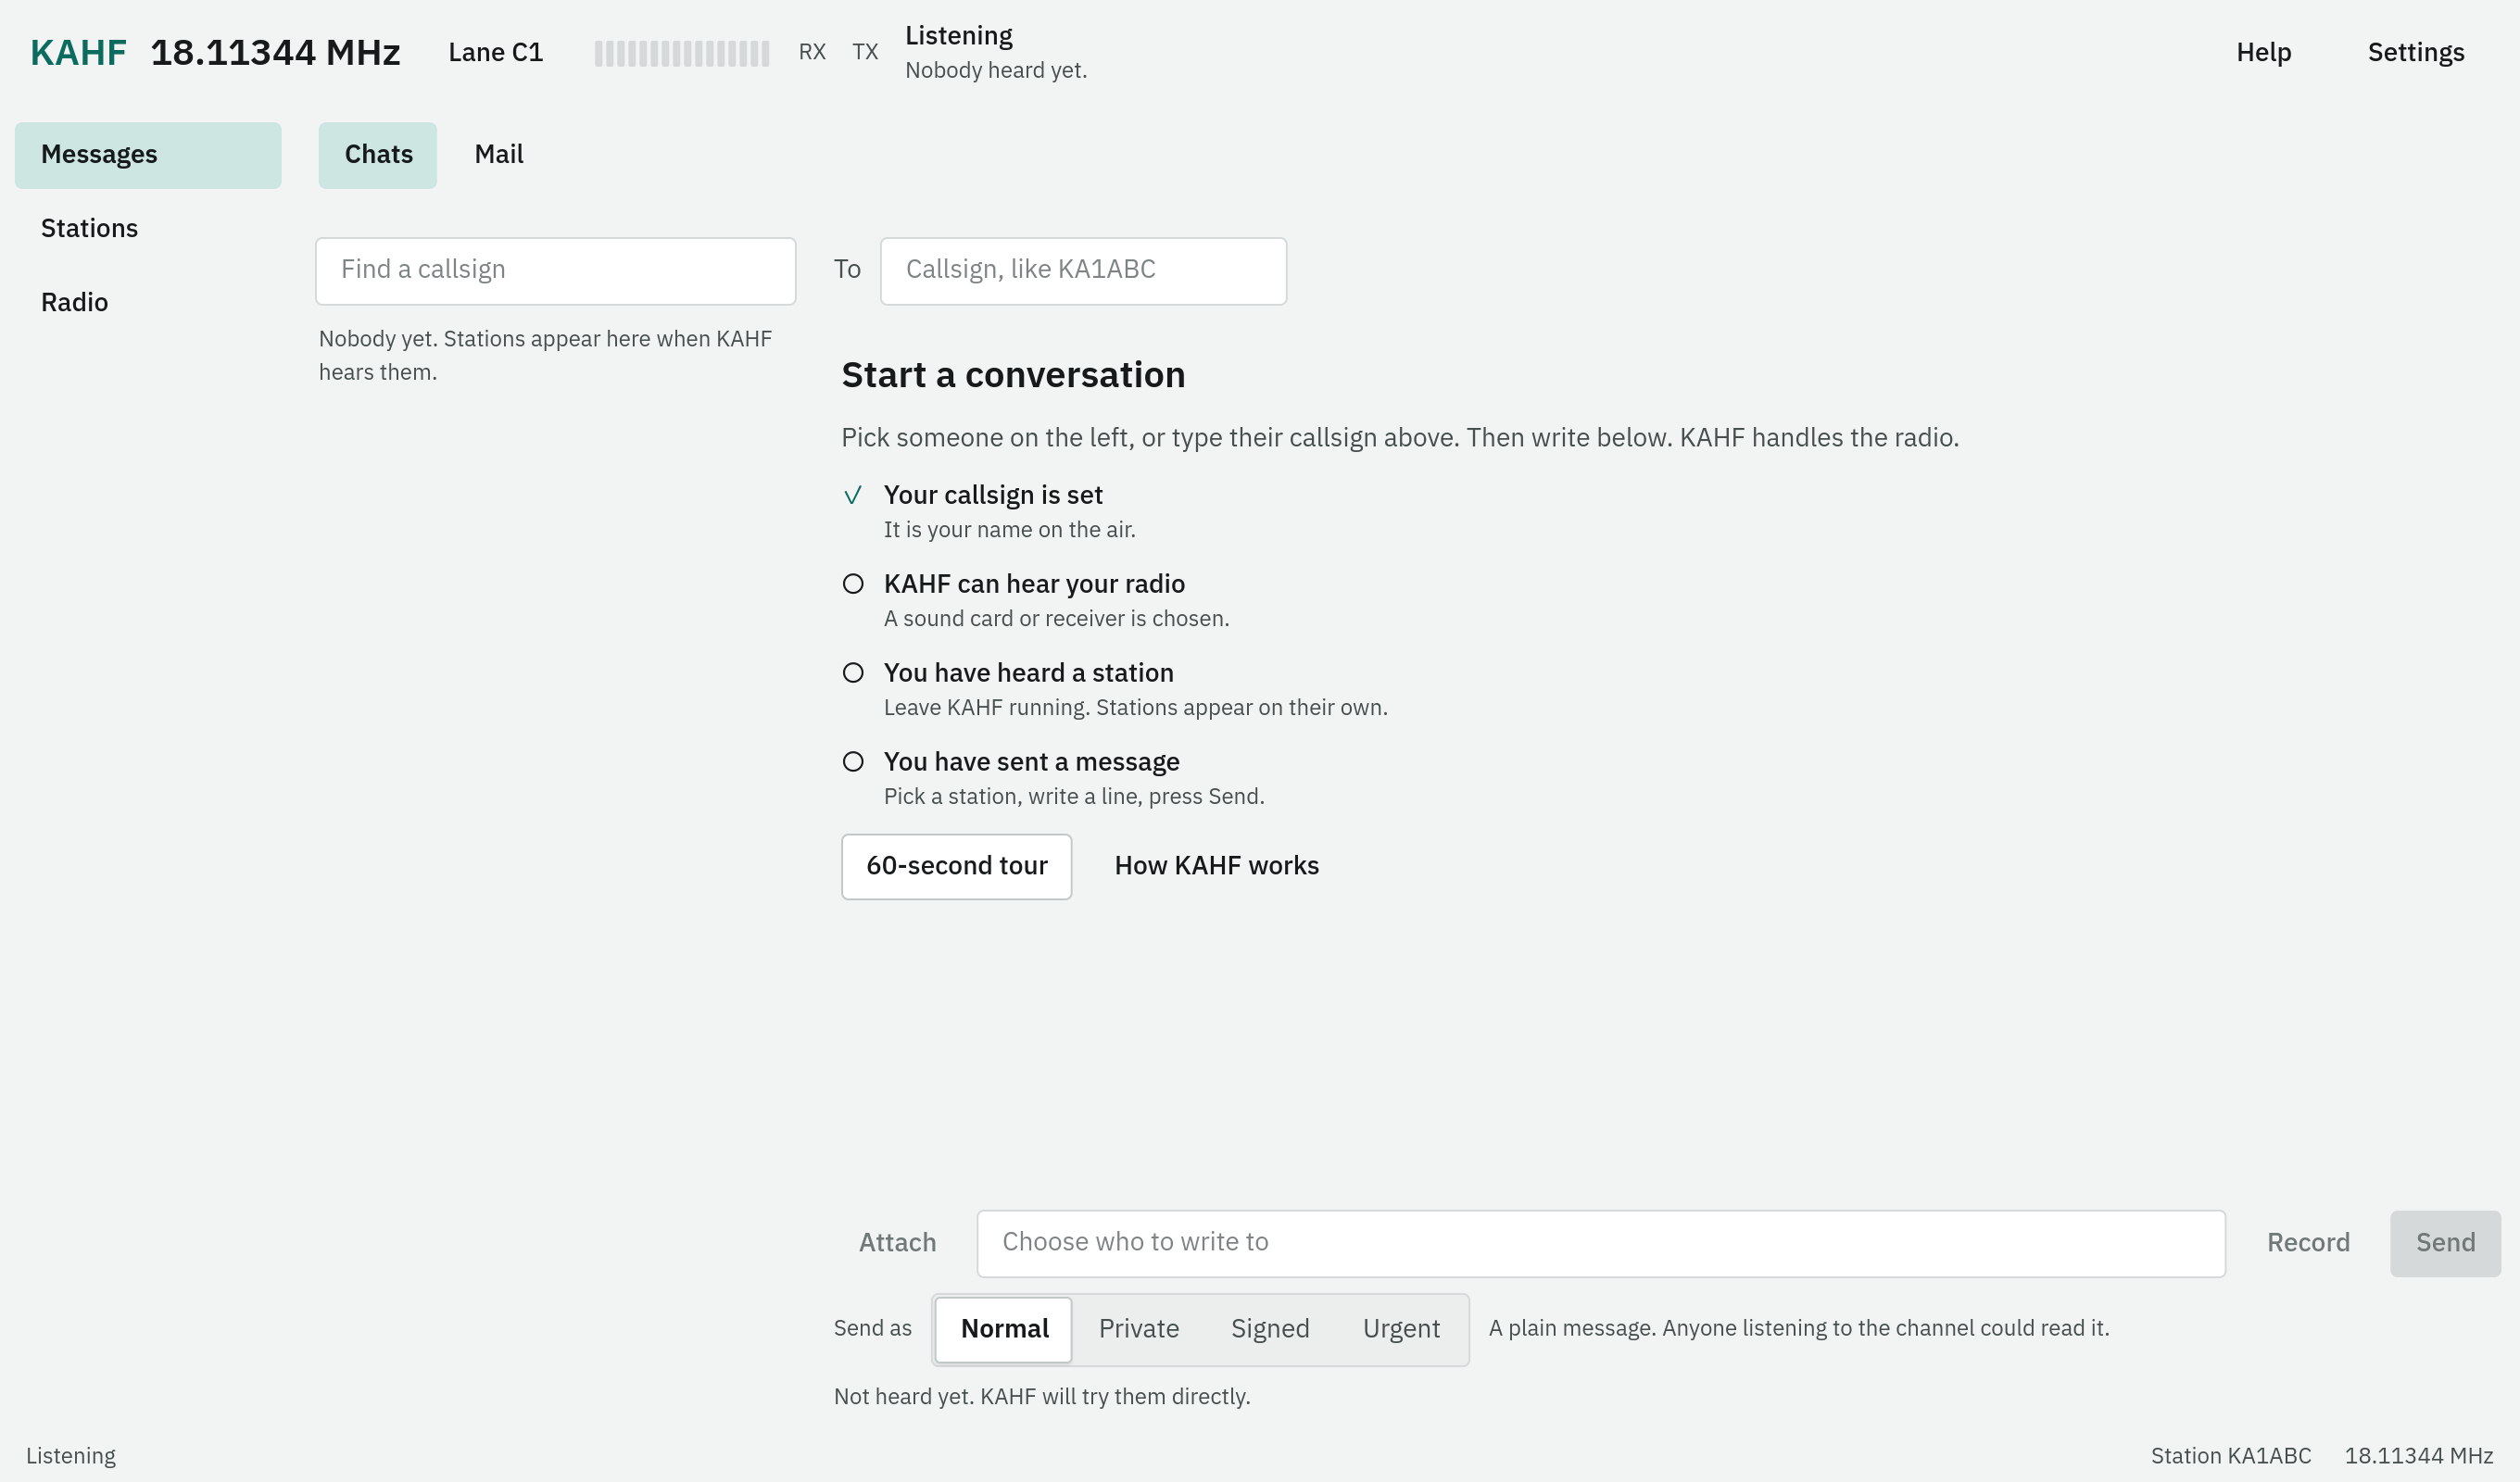 KAHF 18.11344 MHz Lane C1 RX TX Listening
Nobody heard yet.
Help Settings
Messages
Stations
Radio
Chats Mail
Find a callsign
Nobody yet. Stations appear here when KAHF
hears them.
To Callsign, like KA1ABC
Start a conversation
Pick someone on the left, or type their callsign above. Then write below. KAHF handles the radio.
Your callsign is set
It is your name on the air.
KAHF can hear your radio
A sound card or receiver is chosen.
You have heard a station
Leave KAHF running. Stations appear on their own.
You have sent a message
Pick a station, write a line, press Send.
60-second tour How KAHF works
Attach Choose who to write to Record Send
Send as Normal Private Signed Urgent A plain message. Anyone listening to the channel could read it.
Not heard yet. KAHF will try them directly.
Listening Station KA1ABC 18.11344 MHz